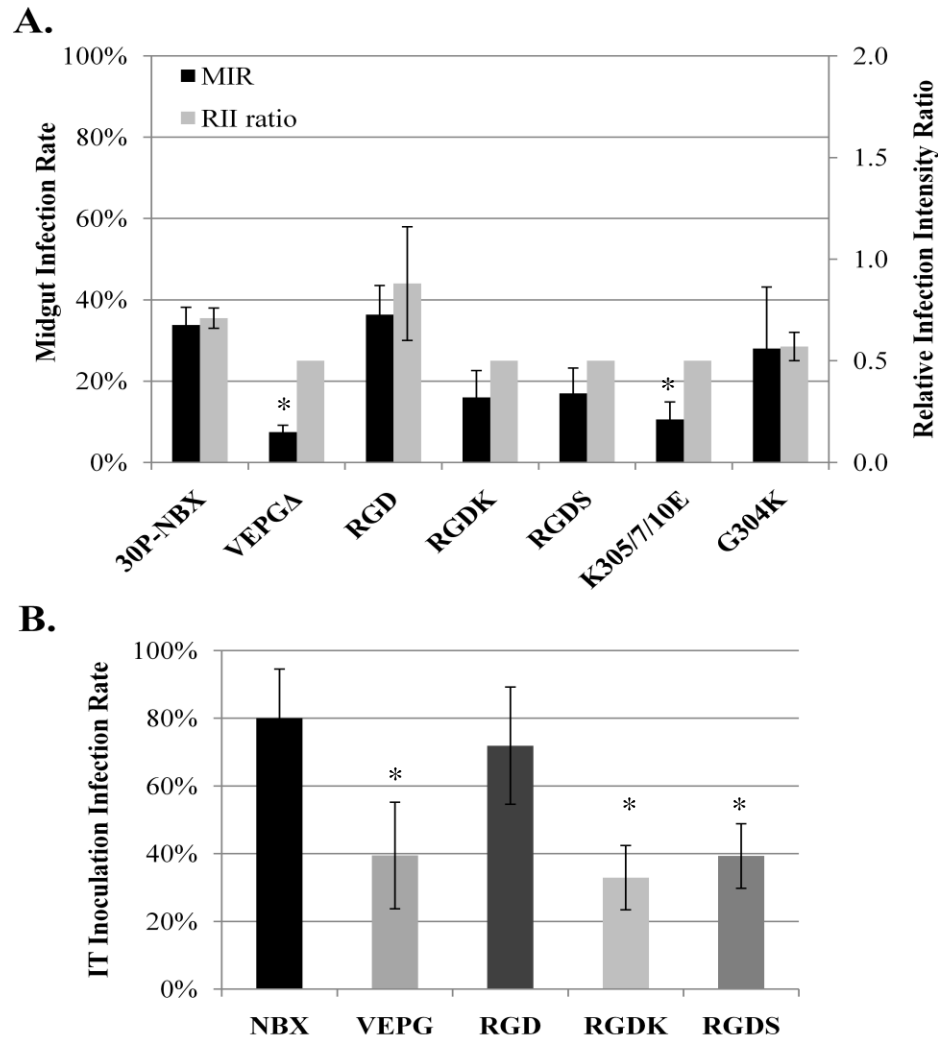 A.
100%
80%
60%
40%
20%
0%
Midgut Infection Rate
MIR
RII ratio
2.0
1.5
1.0
0.5
0.0
Relative Infection Intensity Ratio
*
*
30P-NBX
VEPGΔ
RGD
RGDK
RGDS
K305/7/10E
G304K
B.
100%
80%
60%
40%
20%
0%
IT Inoculation Infection Rate
*
*
*
NBX
VEPG
RGD
RGDK
RGDS